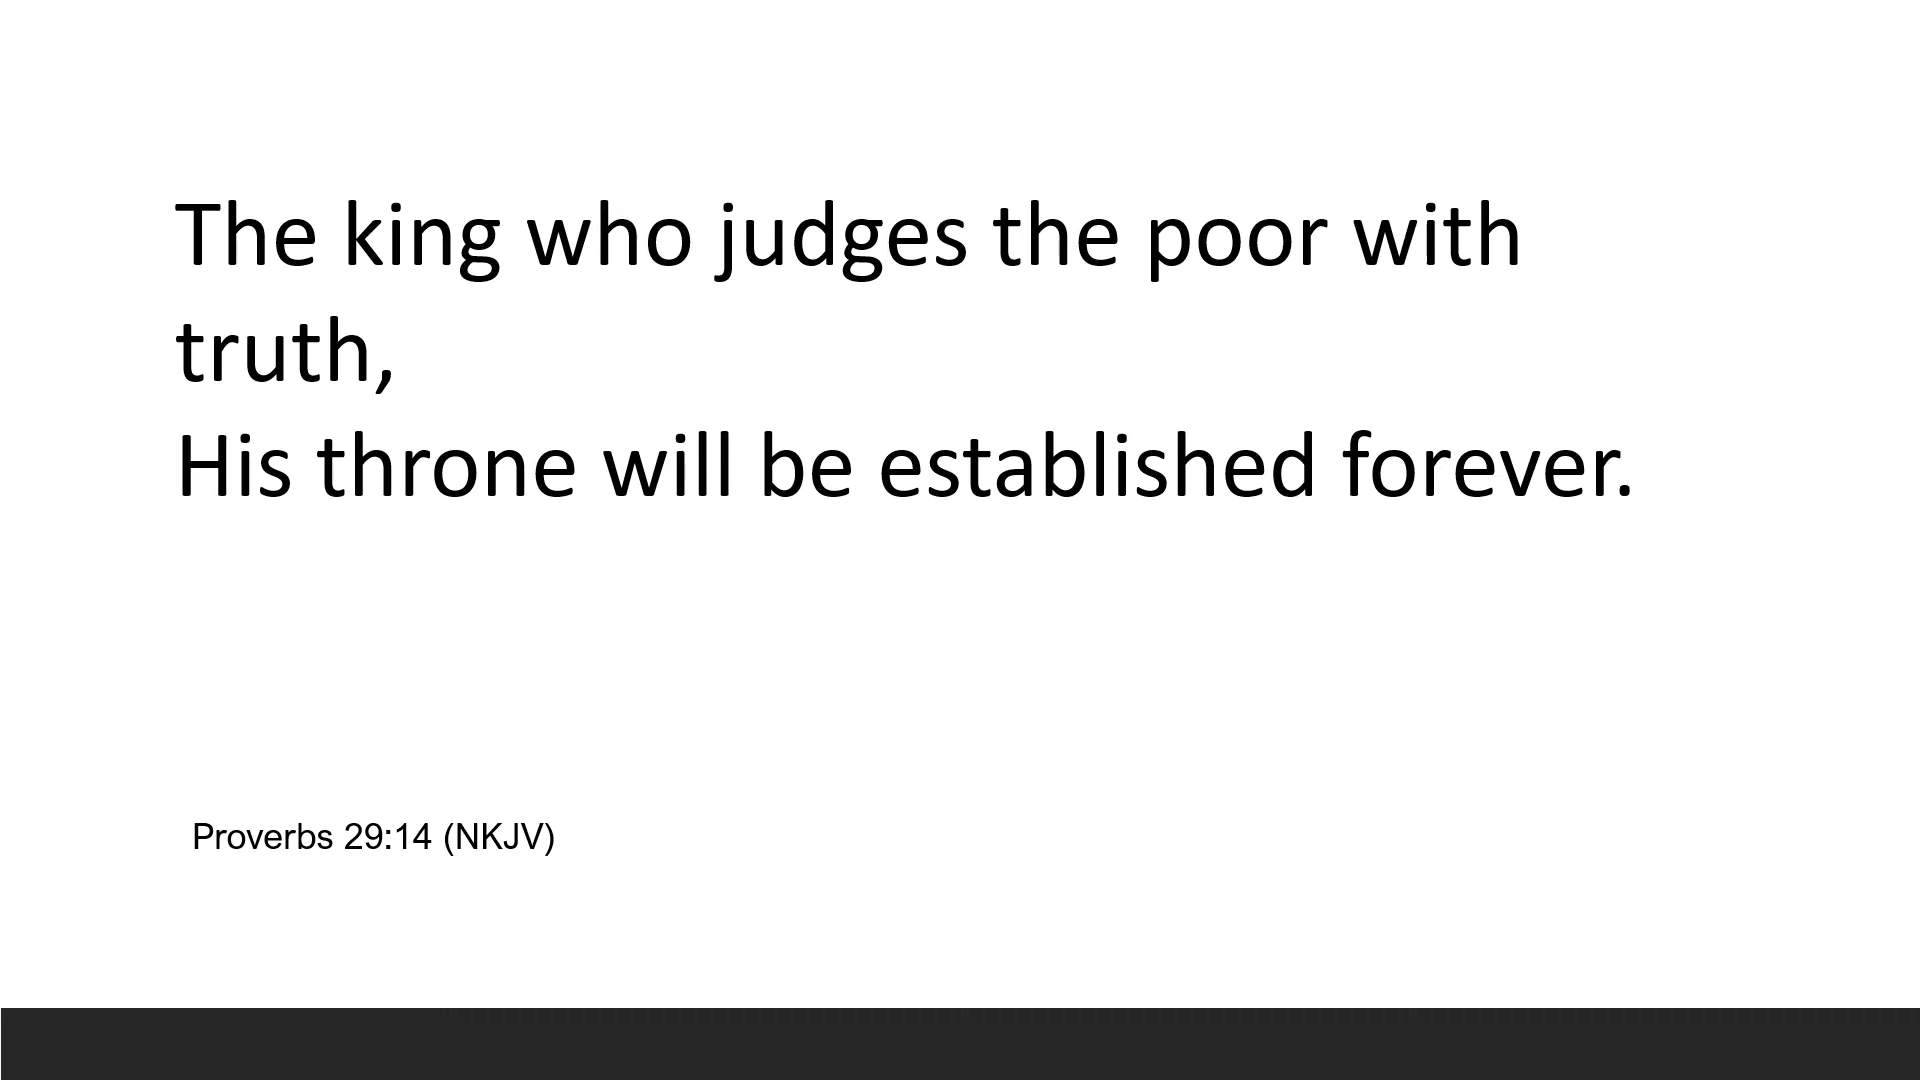 The king who judges the poor with
truth,
His throne will be established forever.
Proverbs 29:14 (NKJV)